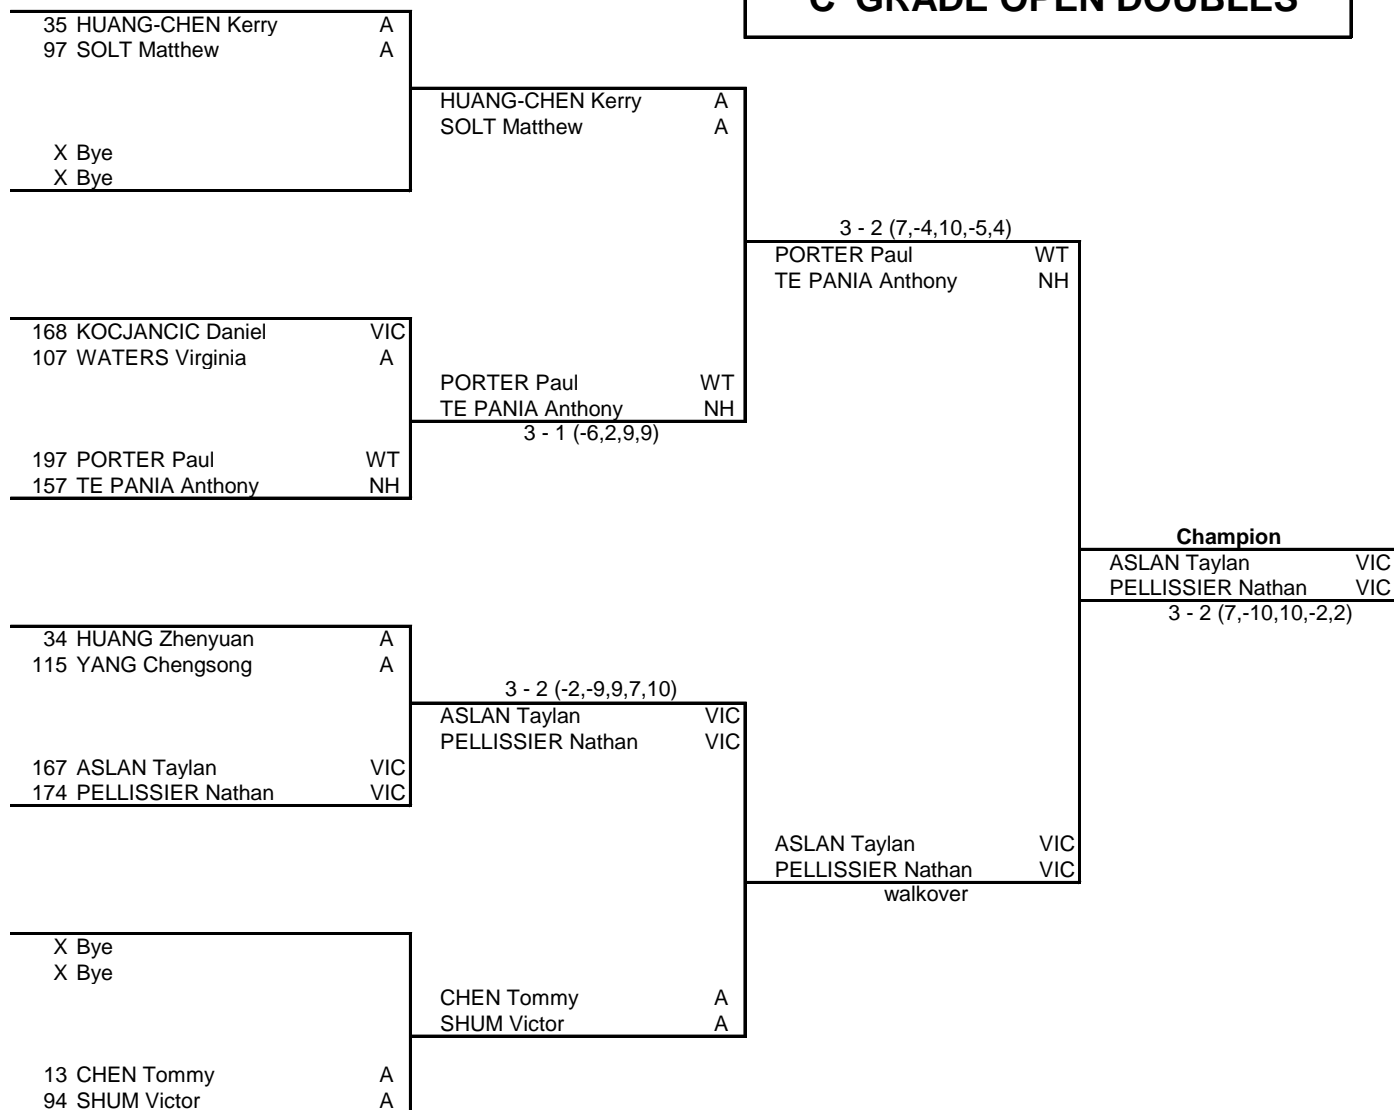 C GRADE OPEN DOUBLES
35 HUANG-CHEN Kerry A
97 SOLT Matthew A
HUANG-CHEN Kerry A
SOLT Matthew A
X Bye
X Bye
3 - 2 (7,-4,10,-5,4)
PORTER Paul WT
TE PANIA Anthony NH
168 KOCJANCIC Daniel VIC
107 WATERS Virginia A
PORTER Paul WT
TE PANIA Anthony NH
3 - 1 (-6,2,9,9)
197 PORTER Paul WT
157 TE PANIA Anthony NH
Champion
ASLAN Taylan VIC
PELLISSIER Nathan VIC
3 - 2 (7,-10,10,-2,2)
34 HUANG Zhenyuan A
115 YANG Chengsong A
3 - 2 (-2,-9,9,7,10)
ASLAN Taylan VIC
PELLISSIER Nathan VIC
167 ASLAN Taylan VIC
174 PELLISSIER Nathan VIC
ASLAN Taylan VIC
PELLISSIER Nathan VIC
walkover
X Bye
X Bye
CHEN Tommy A
SHUM Victor A
13 CHEN Tommy A
94 SHUM Victor A